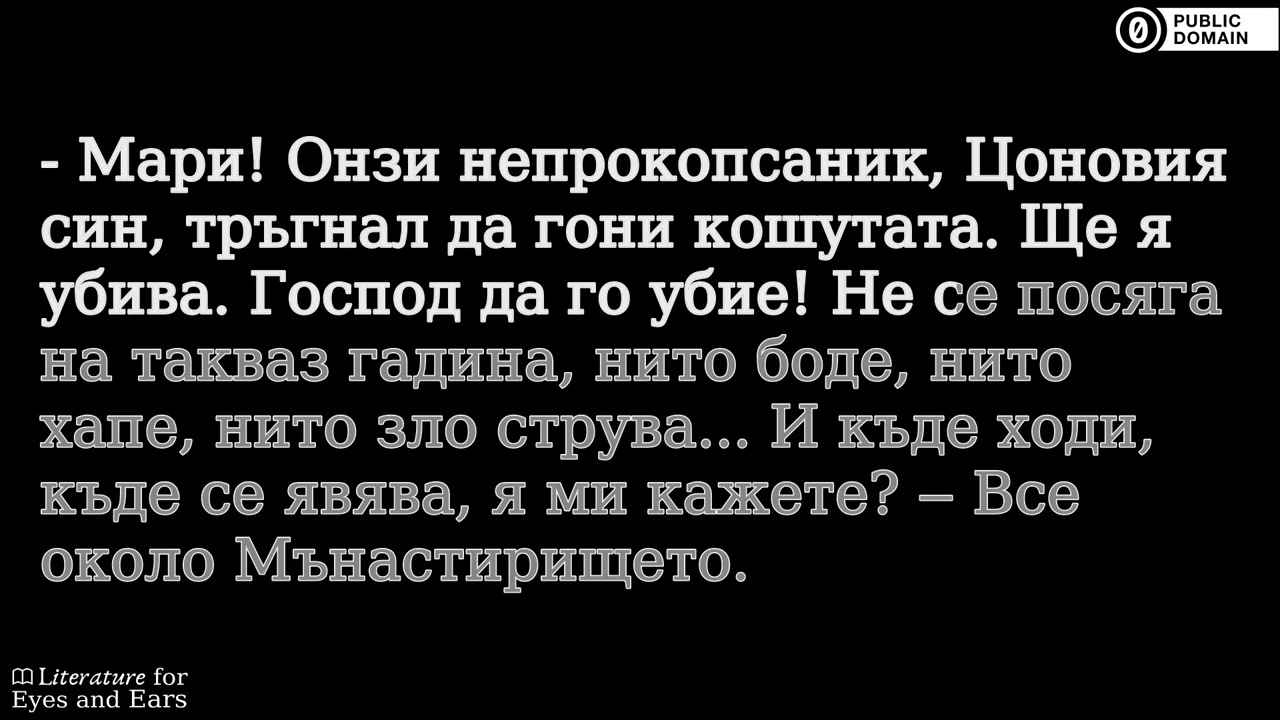 PUBLIC
DOMAIN
- Мари! Онзи непрокопсаник, Цоновия
син, тръгнал да гони кошутата. Ще я
убива. Господ да го убие! Не се посяга
на такваз гадина, нито боде, нито
хапе, нито зло струва... И къде ходи,
къде се явява, я ми кажете? – Все
около Мънастирището.
Literature for
Eyes and Ears